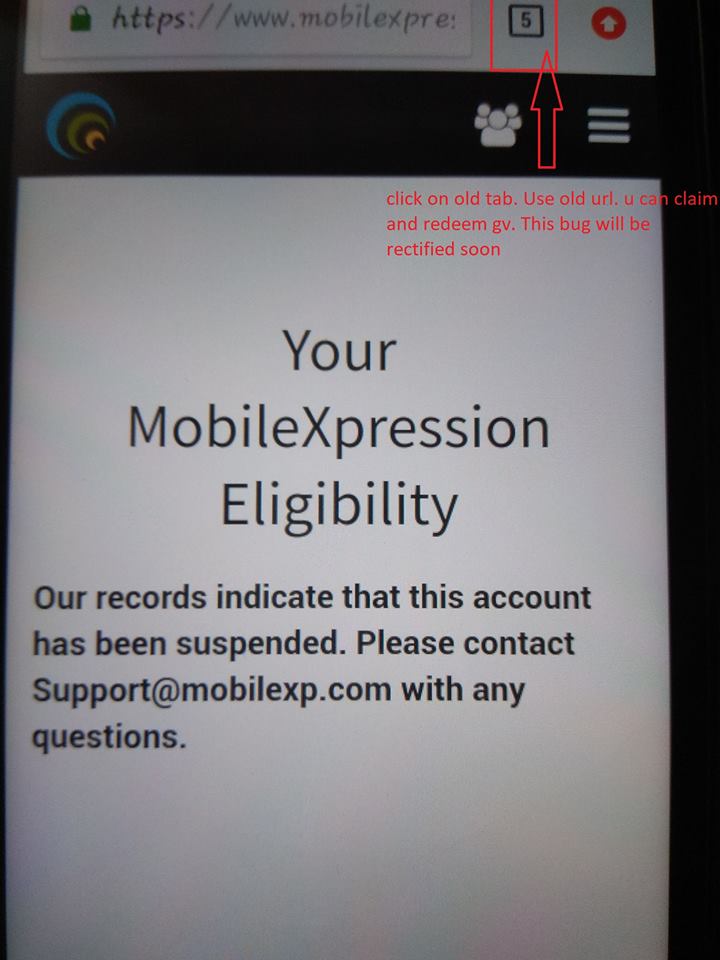 https://www.mobilexpre:
5
click on old tab. Use old url. u can claim
and redeem gv. This bug will be
rectified soon
Your
MobileXpression
Eligibility
Our records indicate that this account
has been suspended. Please contact
Support@mobilexp.com with any
questions.